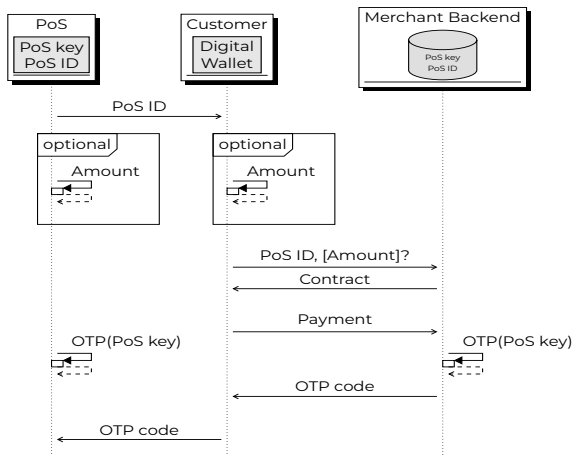 PoS
Customer
Merchant Backend
PoS key
PoS ID
Digital
Wallet
PoS key
PoS ID
PoS ID
optional
optional
Amount
Amount
PoS ID, [Amount]?
Contract
Payment
OTP(PoS key)
OTP(PoS key)
OTP code
OTP code